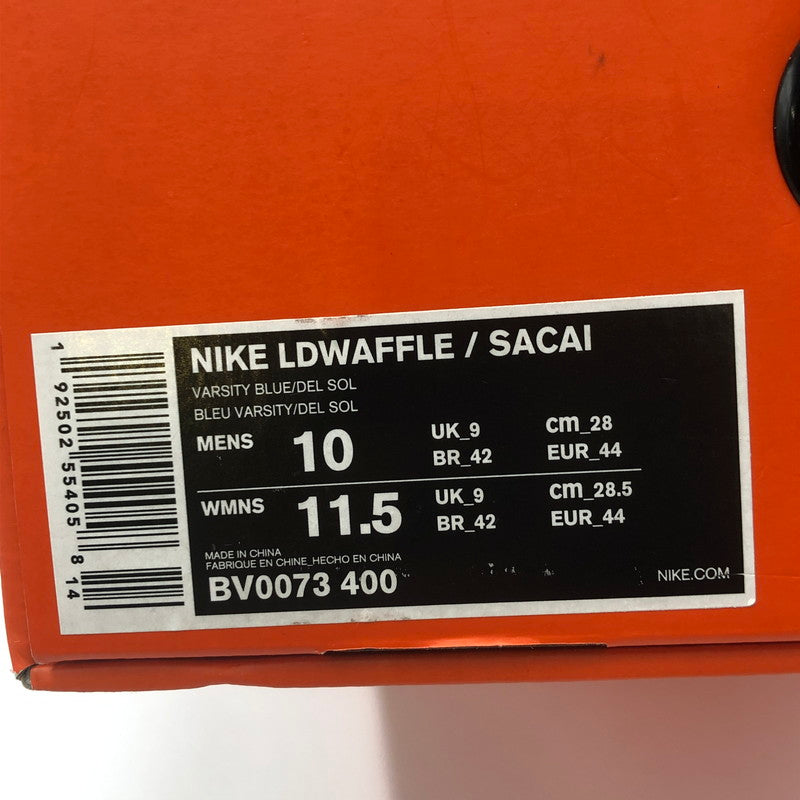 NIKE LDWAFFLE / SACAI
VARSITY BLUE/DEL SOL
BLEU VARSITY/DEL SOL
MENS 10 UK_9 cm_28
BR_42 EUR_44
WMNS 11.5 UK_9 cm_28.5
BR_42 EUR_44
MADE IN CHINA
FABRIQUE EN CHINE_HECHO EN CHINA
BV0073 400
NIKE.COM
1 92502 55405 8 14